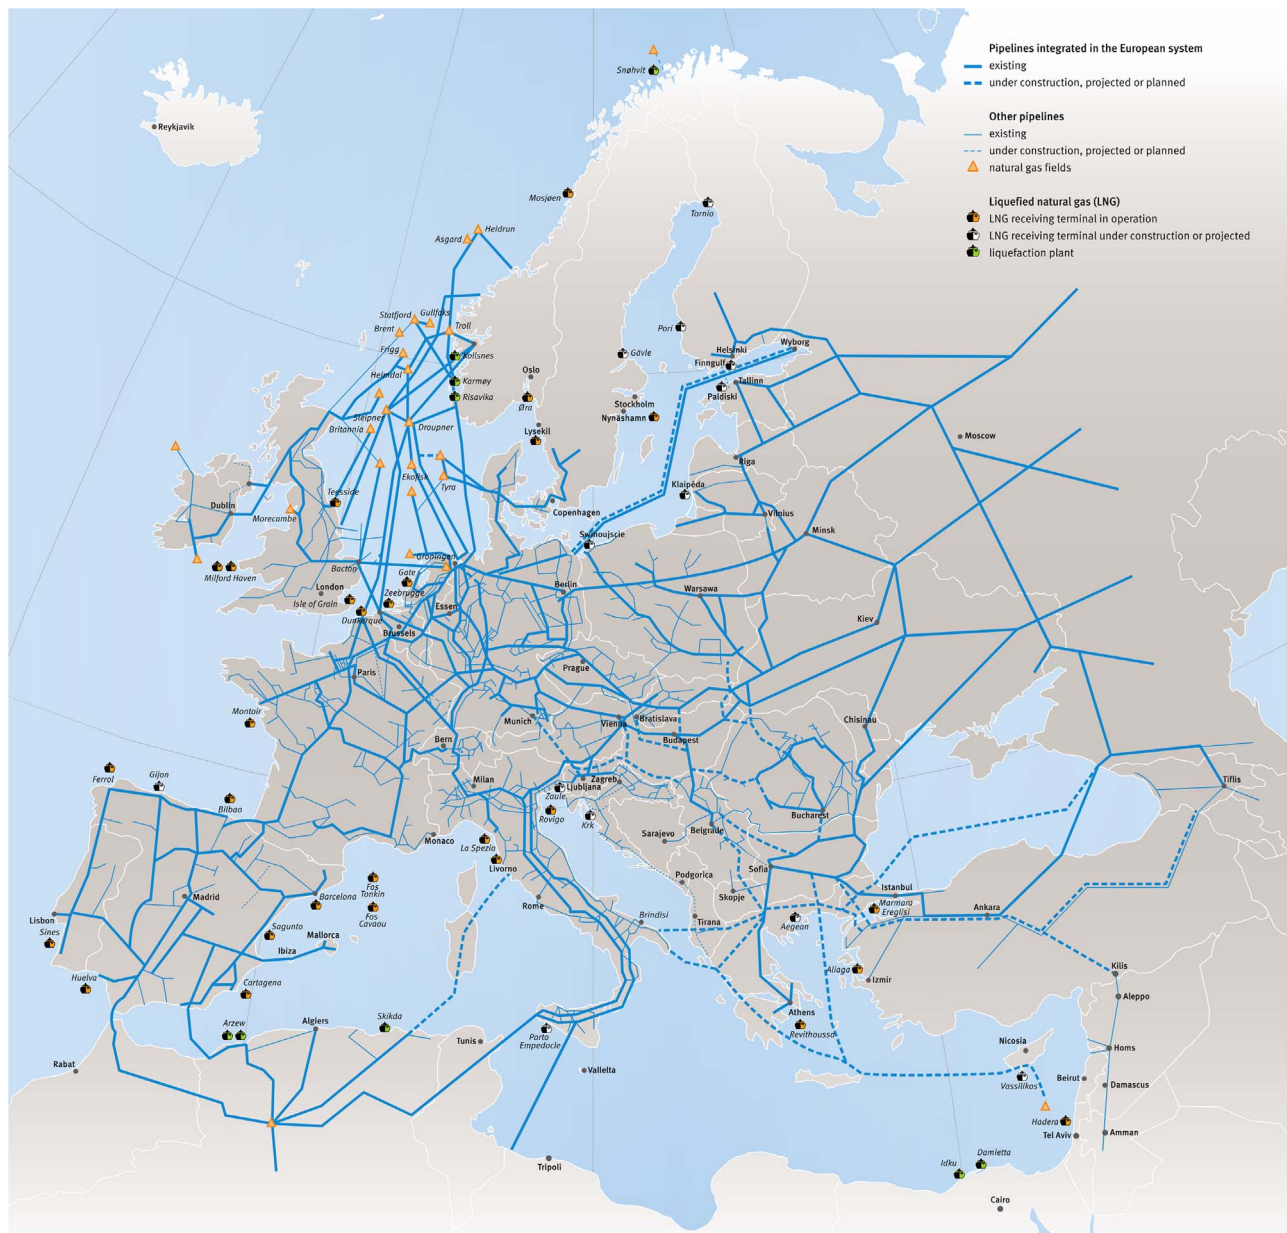 Pipelines integrated in the European system
existing
under construction, projected or planned
Other pipelines
existing
under construction, projected or planned
natural gas fields
Liquefied natural gas (LNG)
LNG receiving terminal in operation
LNG receiving terminal under construction or projected
liquefaction plant
Snøhvit
Reykjavik
Mosjøen
Tornio
Heidrun
Asgard
Statfjord
Gullfaks
Brent
Troll
Frigg
Kollsnes
Heimdal
Karmøy
Risavika
Oslo
Øra
Pori
Gävle
Helsinki
Wyborg
Finngulf
Tallinn
Paldiski
Stockholm
Nynäshamn
Sleipner
Britannia
Draupner
Lysekil
Moscow
Riga
Ekofisk
Tyra
Teesside
Klaipéda
Dublin
Morecambe
Copenhagen
Vilnius
Minsk
Swinoujscie
Groningen
Bacton
Gate
Milford Haven
London
Isle of Grain
Zeebrugge
Essen
Berlin
Warsawa
Dunkerque
Brussels
Kiev
Paris
Prague
Montoir
Munich
Vienna
Bratislava
Chisinau
Bern
Budapest
Ferrol
Gijon
Bilbao
Milan
Zagreb
Ljubljana
Zaule
Rovigo
Krk
Tiflis
Bucharest
Monaco
La Spezia
Livorno
Sarajevo
Belgrade
Podgorica
Sofia
Skopje
Madrid
Barcelona
Fos
Tonkin
Fos
Cavaou
Rome
Brindisi
Tirana
Istanbul
Marmara
Ereglisi
Ankara
Aegean
Lisbon
Sines
Sagunto
Mallorca
Ibiza
Huelva
Cartagena
Aliaga
Izmir
Kilis
Aleppo
Athens
Revithoussa
Arzew
Algiers
Skikda
Tunis
Porto
Empedocle
Nicosia
Homs
Rabat
Valletta
Vassilikos
Beirut
Damascus
Hadera
Tel Aviv
Amman
Tripoli
Idku
Damietta
Cairo